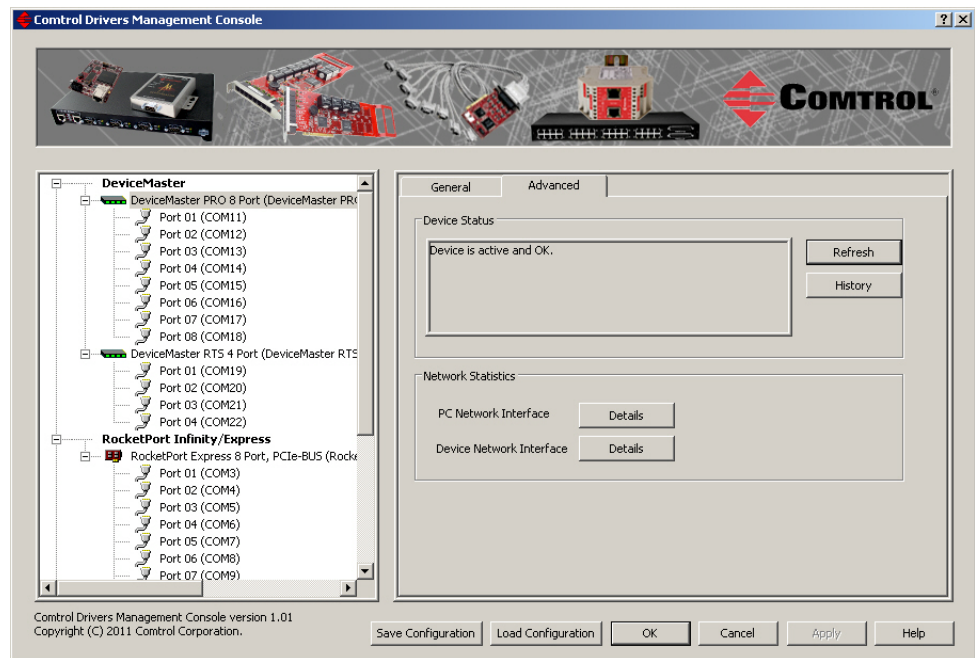 Comtrol Drivers Management Console
COMTROL
DeviceMaster
DeviceMaster PRO 8 Port (DeviceMaster PR
Port 01 (COM11)
Port 02 (COM12)
Port 03 (COM13)
Port 04 (COM14)
Port 05 (COM15)
Port 06 (COM16)
Port 07 (COM17)
Port 08 (COM18)
DeviceMaster RTS 4 Port (DeviceMaster RTS
Port 01 (COM19)
Port 02 (COM20)
Port 03 (COM21)
Port 04 (COM22)
RocketPort Infinity/Express
RocketPort Express 8 Port, PCIe-BUS (Rocke
Port 01 (COM3)
Port 02 (COM4)
Port 03 (COM5)
Port 04 (COM6)
Port 05 (COM7)
Port 06 (COM8)
Port 07 (COM9)
General Advanced
Device Status
Device is active and OK.
Refresh
History
Network Statistics
PC Network Interface Details
Device Network Interface Details
Comtrol Drivers Management Console version 1.01
Copyright (C) 2011 Comtrol Corporation.
Save Configuration Load Configuration OK Cancel Apply Help